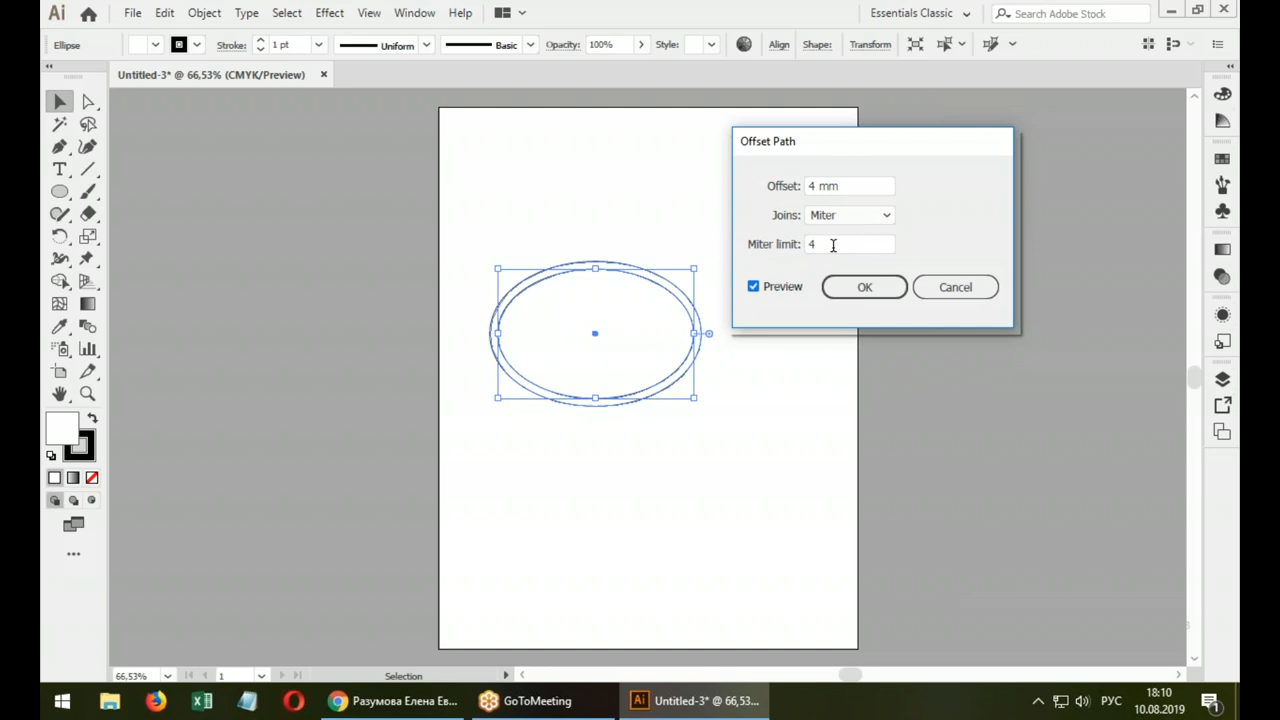 Ai File Edit Object Type Select Effect View Window Help Essentials Classic Search Adobe Stock
Ellipse Stroke: 1 pt Uniform Basic Opacity: 100% Style: Align Shape: Transform
Untitled-3* @ 66,53% (CMYK/Preview)
Offset Path
Offset: 4 mm
Joins: Miter
Miter limit: 4
Preview OK Cancel
66,53% 1 Selection
Разумова Елена Ев... GoToMeeting Untitled-3* @ 66,53... РУС 18:10
10.08.2019 1